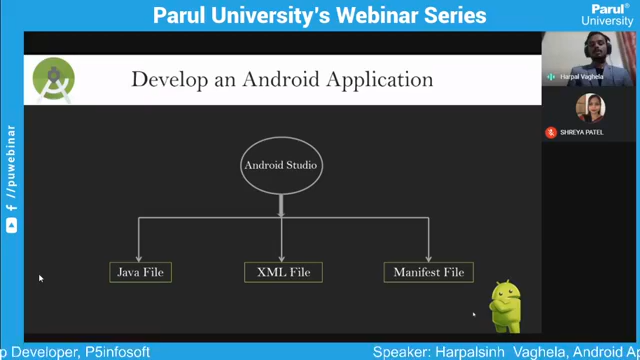 Parul University's Webinar Series
Parul®
University
Develop an Android Application
Harpal Vaghela
SHREYA PATEL
Android Studio
Java File
XML File
Manifest File
//puwebinar
p Developer, P5infosoft
Speaker: Harpalsinh Vaghela, Android Ap